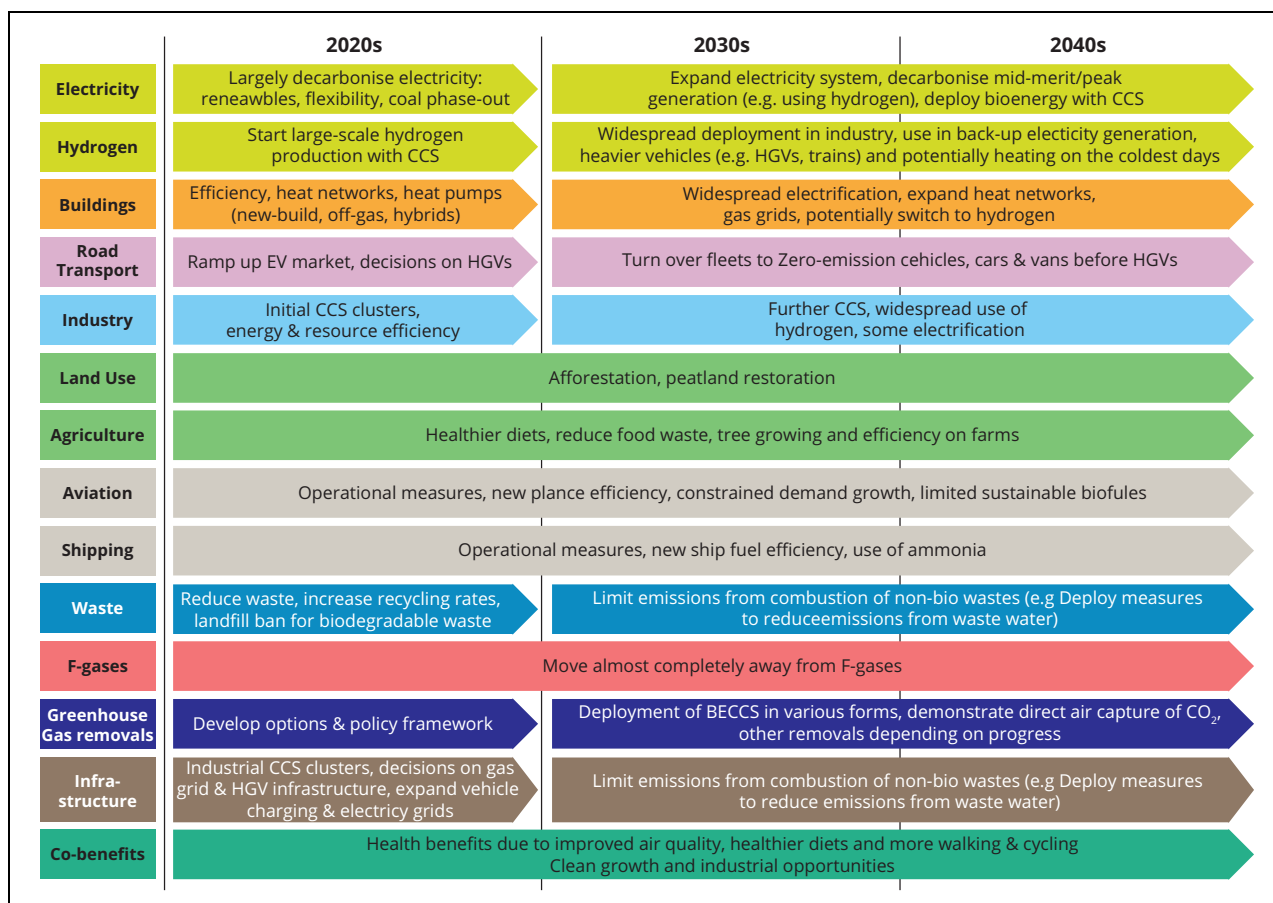 2020s
2030s
2040s
Electricity
Largely decarbonise electricity:
reneawbles, flexibility, coal phase-out
Expand electricity system, decarbonise mid-merit/peak
generation (e.g. using hydrogen), deploy bioenergy with CCS
Hydrogen
Start large-scale hydrogen
production with CCS
Widespread deployment in industry, use in back-up electicity generation,
heavier vehicles (e.g. HGVs, trains) and potentially heating on the coldest days
Buildings
Efficiency, heat networks, heat pumps
(new-build, off-gas, hybrids)
Widespread electrification, expand heat networks,
gas grids, potentially switch to hydrogen
Road
Transport
Ramp up EV market, decisions on HGVs
Turn over fleets to Zero-emission cehicles, cars & vans before HGVs
Industry
Initial CCS clusters,
energy & resource efficiency
Further CCS, widespread use of
hydrogen, some electrification
Land Use
Afforestation, peatland restoration
Agriculture
Healthier diets, reduce food waste, tree growing and efficiency on farms
Aviation
Operational measures, new plance efficiency, constrained demand growth, limited sustainable biofules
Shipping
Operational measures, new ship fuel efficiency, use of ammonia
Waste
Reduce waste, increase recycling rates,
landfill ban for biodegradable waste
Limit emissions from combustion of non-bio wastes (e.g Deploy measures
to reduceemissions from waste water)
F-gases
Move almost completely away from F-gases
Greenhouse
Gas removals
Develop options & policy framework
Deployment of BECCS in various forms, demonstrate direct air capture of CO₂,
other removals depending on progress
Infra-
structure
Industrial CCS clusters, decisions on gas
grid & HGV infrastructure, expand vehicle
charging & electricy grids
Limit emissions from combustion of non-bio wastes (e.g Deploy measures
to reduce emissions from waste water)
Co-benefits
Health benefits due to improved air quality, healthier diets and more walking & cycling
Clean growth and industrial opportunities